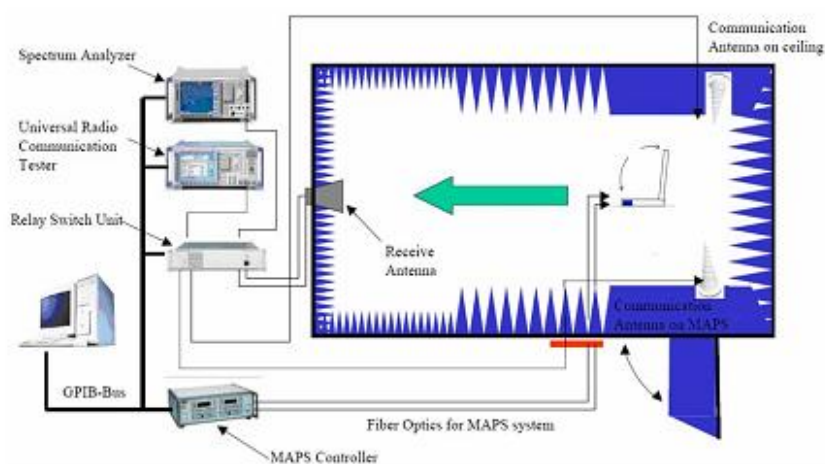 Communication
Antenna on ceiling
Spectrum Analyzer
Universal Radio
Communication
Tester
Relay Switch Unit
Receive
Antenna
Communication
Antenna on MAPS
GPIB-Bus
Fiber Optics for MAPS system
MAPS Controller